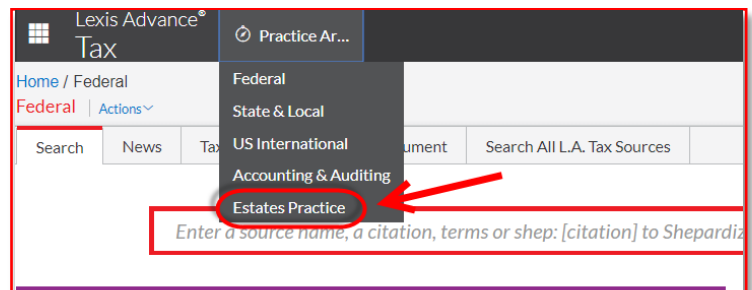 Lexis Advance®
Tax
Practice Ar...
Home / Federal
Federal | Actions
Federal
State & Local
US International
Accounting & Auditing
Estates Practice
Search News Tax ument Search All L.A. Tax Sources
Enter a source name, a citation, terms or shep: [citation] to Shepardiz